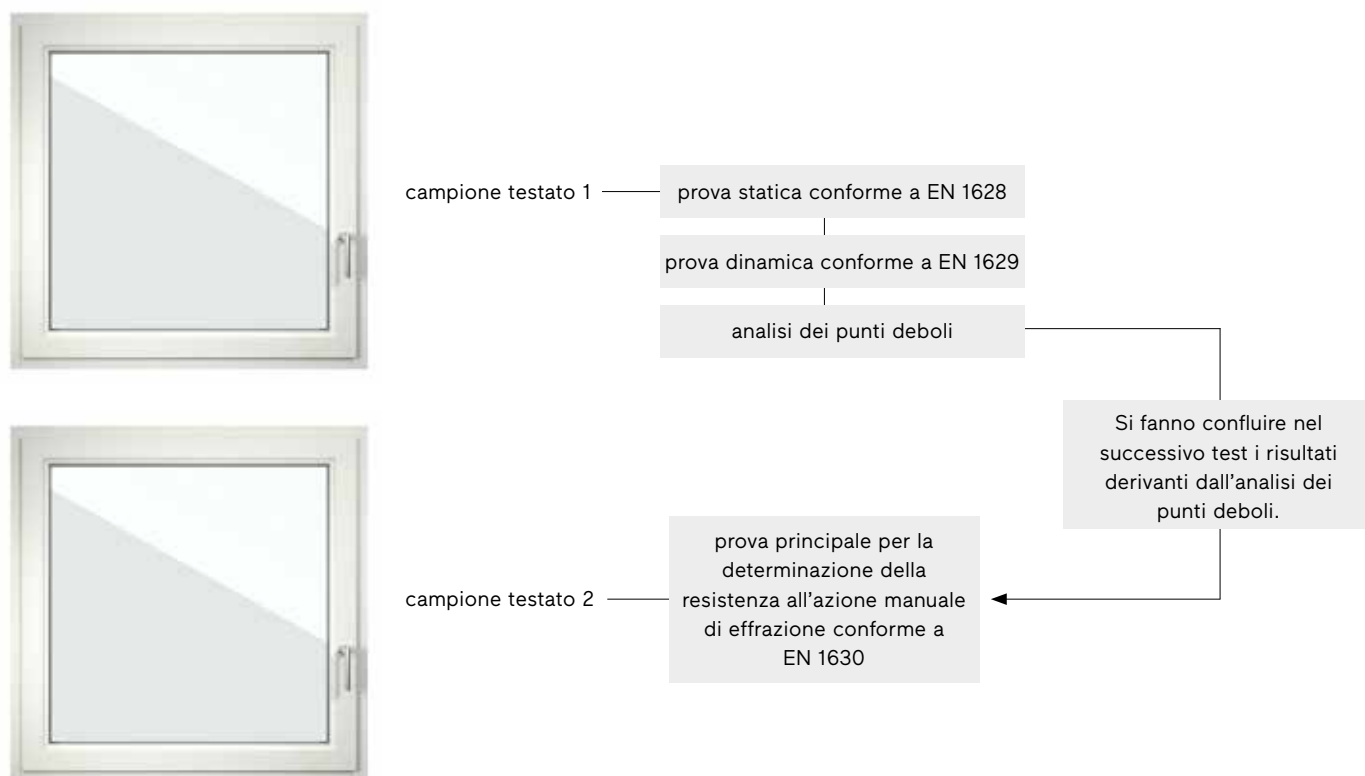 campione testato 1
prova statica conforme a EN 1628
prova dinamica conforme a EN 1629
analisi dei punti deboli
Si fanno confluire nel
successivo test i risultati
derivanti dall'analisi dei
punti deboli.
campione testato 2
prova principale per la
determinazione della
resistenza all'azione manuale
di effrazione conforme a
EN 1630